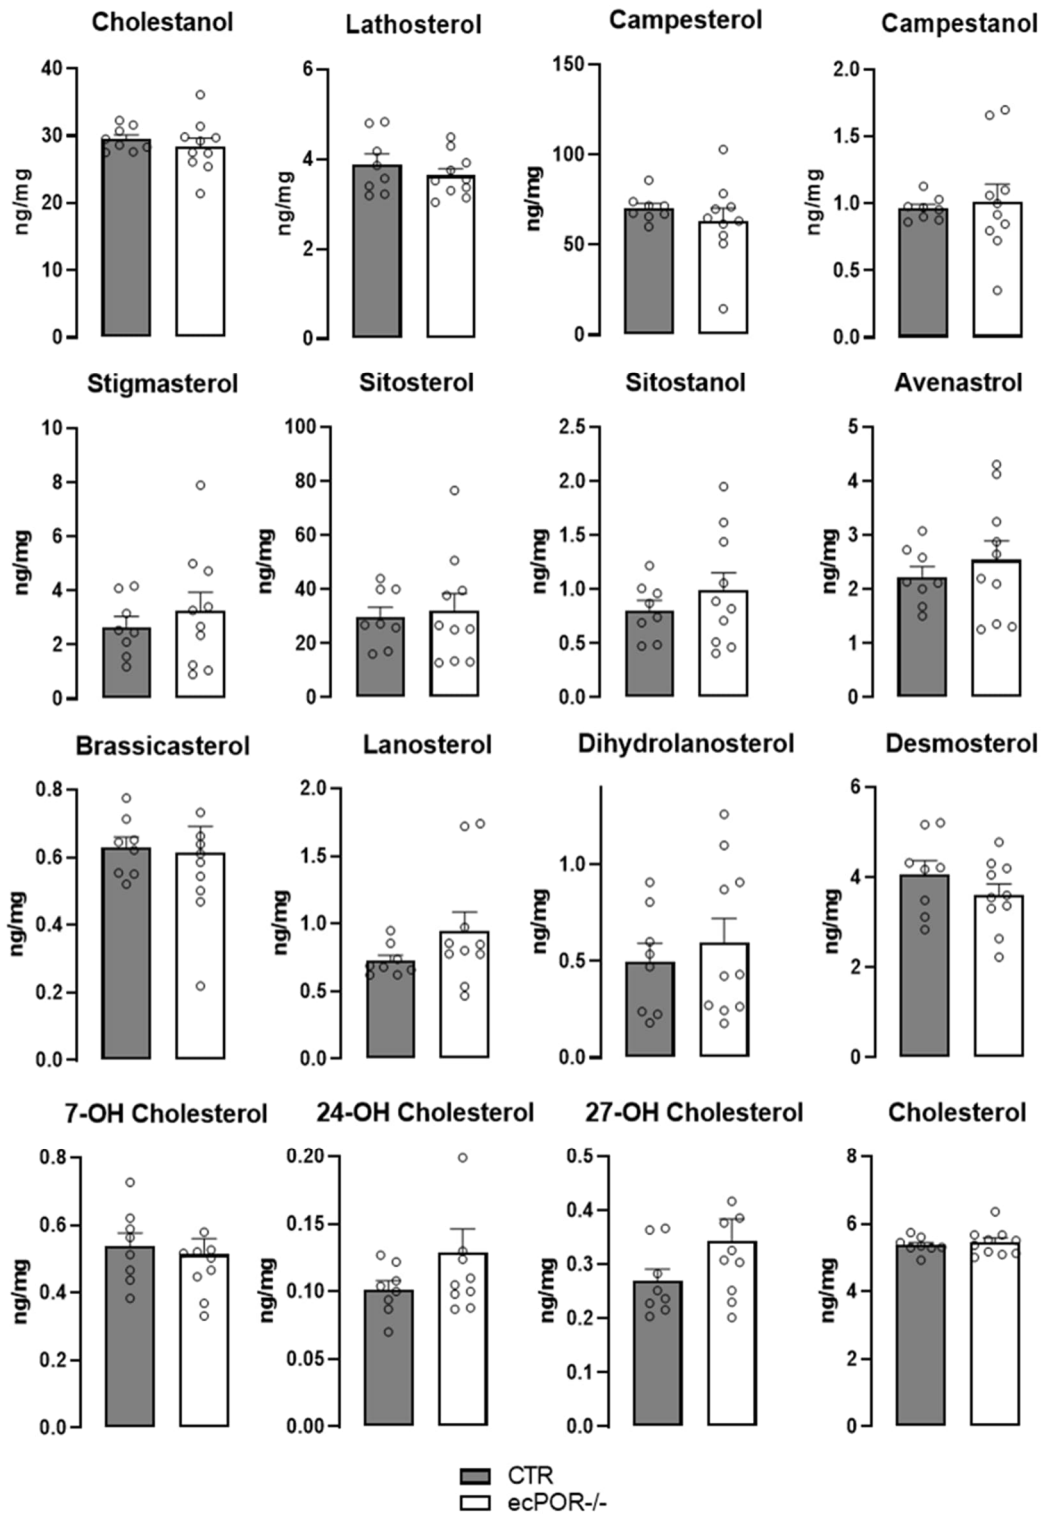 Cholestanol
Lathosterol
Campesterol
Campestanol
40
30
20
10
0
ng/mg
6
4
2
0
ng/mg
150
100
50
0
ng/mg
2.0
1.5
1.0
0.5
0.0
ng/mg
Stigmasterol
Sitosterol
Sitostanol
Avenastrol
10
8
6
4
2
0
ng/mg
100
80
60
40
20
0
ng/mg
2.5
2.0
1.5
1.0
0.5
0.0
ng/mg
5
4
3
2
1
0
ng/mg
Brassicasterol
Lanosterol
Dihydrolanosterol
Desmosterol
0.8
0.6
0.4
0.2
0.0
ng/mg
2.0
1.5
1.0
0.5
0.0
ng/mg
1.0
0.5
0.0
ng/mg
6
4
2
0
ng/mg
7-OH Cholesterol
24-OH Cholesterol
27-OH Cholesterol
Cholesterol
0.8
0.6
0.4
0.2
0.0
ng/mg
0.20
0.15
0.10
0.05
0.00
ng/mg
0.5
0.4
0.3
0.2
0.1
0.0
ng/mg
8
6
4
2
0
ng/mg
CTR
ecPOR-/-